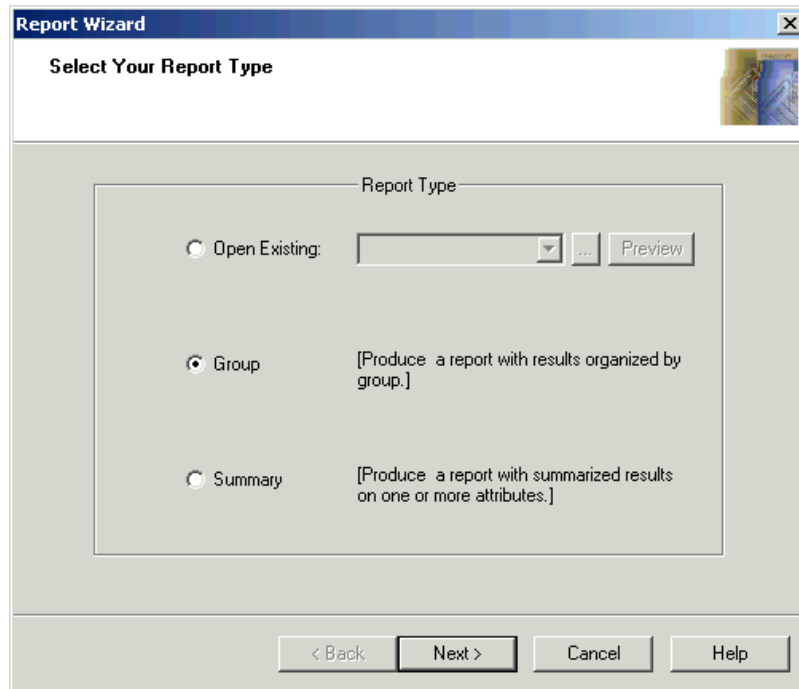 Report Wizard
Select Your Report Type
Report Type
Open Existing:
...
Preview
Group
[Produce  a report with results organized by
group.]
Summary
[Produce  a report with summarized results
on one or more attributes.]
< Back
Next >
Cancel
Help